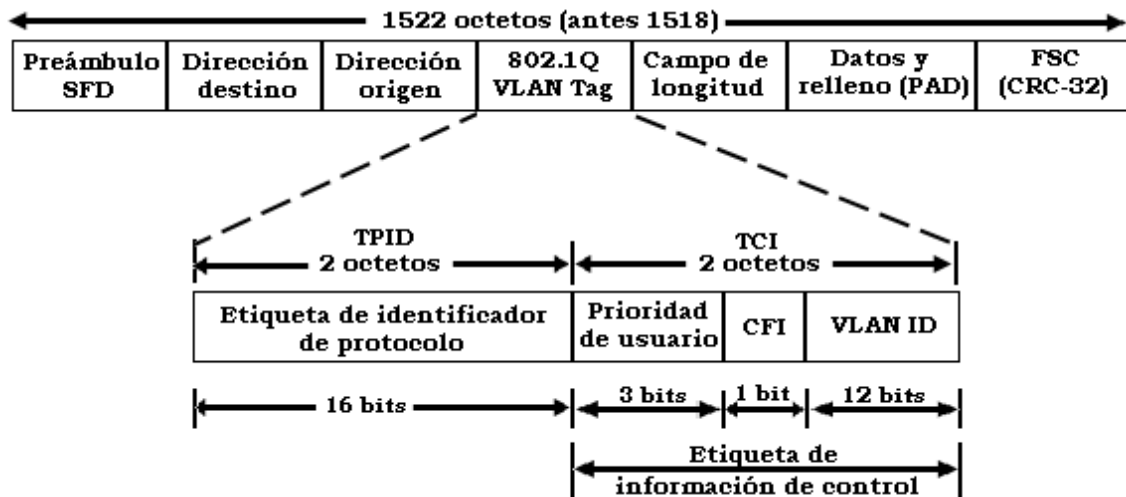 1522 octetos (antes 1518)
Preámbulo
SFD
Dirección
destino
Dirección
origen
802.1Q
VLAN Tag
Campo de
longitud
Datos y
relleno (PAD)
FSC
(CRC-32)
TPID
2 octetos
TCI
2 octetos
Etiqueta de identificador
de protocolo
Prioridad
de usuario
CFI
VLAN ID
16 bits
3 bits
1 bit
12 bits
Etiqueta de
información de control